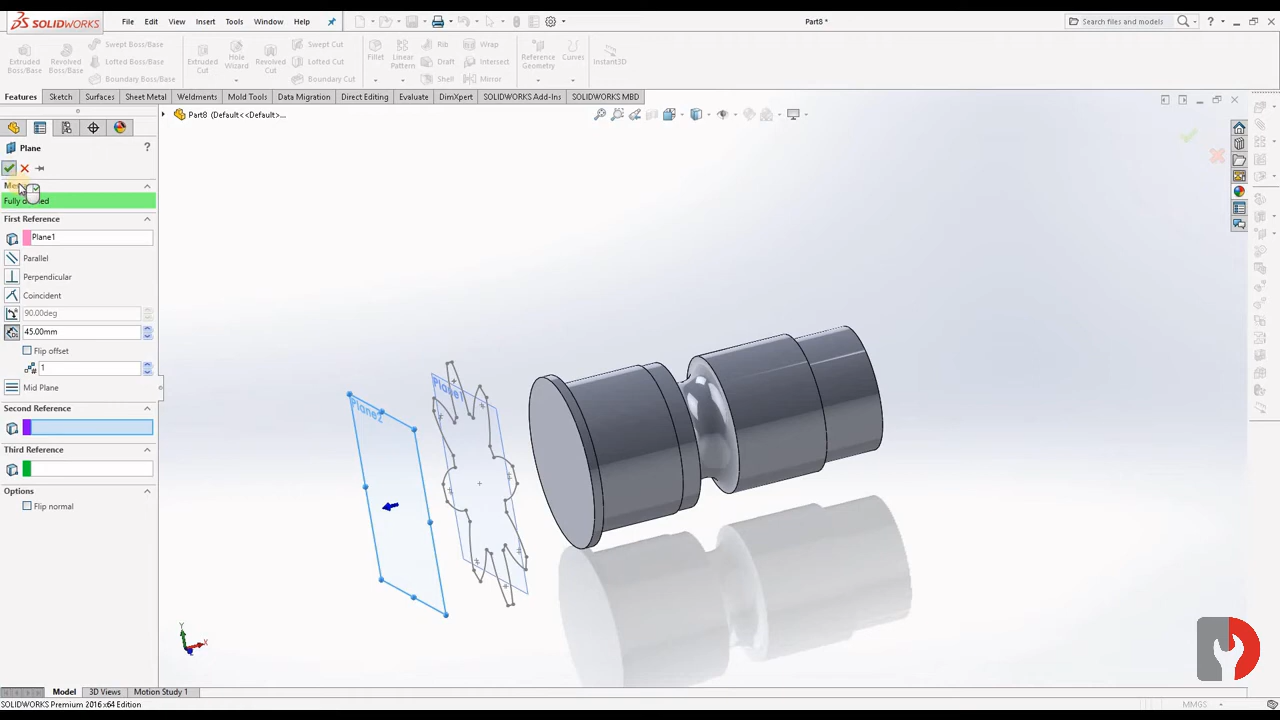 SOLIDWORKS File Edit View Insert Tools Window Help Part8 * Search files and models ?
Extruded Boss/Base Revolved Boss/Base Swept Boss/Base Lofted Boss/Base Boundary Boss/Base Extruded Cut Hole Wizard Revolved Cut Swept Cut Lofted Cut Boundary Cut Fillet Linear Pattern Rib Draft Shell Wrap Intersect Mirror Reference Geometry Curves Instant3D
Features Sketch Surfaces Sheet Metal Weldments Mold Tools Data Migration Direct Editing Evaluate DimXpert SOLIDWORKS Add-Ins SOLIDWORKS MBD
Part8 (Default<<Default>...
Plane ?
First Reference
Plane1
Parallel
Perpendicular
Coincident
90.00deg
45.00mm
Flip offset
1
Mid Plane
Second Reference
Third Reference
Options
Flip normal
Plane1
Plane2
Y
X
Z
Model 3D Views Motion Study 1
SOLIDWORKS Premium 2016 x64 Edition MMGS